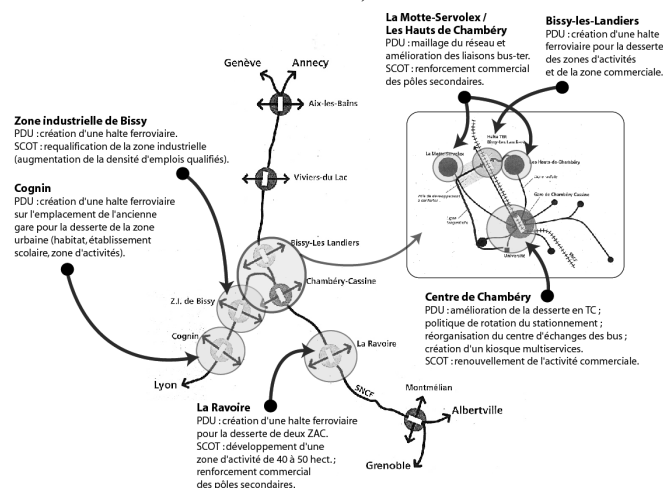 La Motte-Servolex /
Les Hauts de Chambéry
PDU : maillage du réseau et
amélioration des liaisons bus-ter.
SCOT : renforcement commercial
des pôles secondaires.
Bissy-les-Landiers
PDU : création d'une halte
ferroviaire pour la desserte
des zones d'activités
et de la zone commerciale.
Genève
Annecy
Aix-les-Bains
Viviers du Lac
Zone industrielle de Bissy
PDU : création d'une halte ferroviaire.
SCOT : requalification de la zone industrielle
(augmentation de la densité d'emplois qualifiés).
Cognin
PDU : création d'une halte ferroviaire
sur l'emplacement de l'ancienne
gare pour la desserte de la zone
urbaine (habitat, établissement
scolaire, zone d'activités).
Halte TER
Bissy-les Landiers
La Motte-Servolex
Les Hauts-de-Chambéry
Gare de Chambéry Cassine
Université
SNCF
Bissy-Les Landiers
Chambéry-Cassine
Z.I. de Bissy
Cognin
Lyon
La Ravoire
SNCF
Montmélian
Albertville
Grenoble
Centre de Chambéry
PDU : amélioration de la desserte en TC ;
politique de rotation du stationnement ;
réorganisation du centre d'échanges des bus ;
création d'un kiosque multiservices.
SCOT : renouvellement de l'activité commerciale.
La Ravoire
PDU : création d'une halte ferroviaire
pour la desserte de deux ZAC.
SCOT : développement d'une
zone d'activité de 40 à 50 hect. ;
renforcement commercial
des pôles secondaires.